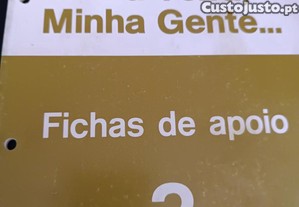 Custojusto.pt
Minha Gente...
Fichas de apoio